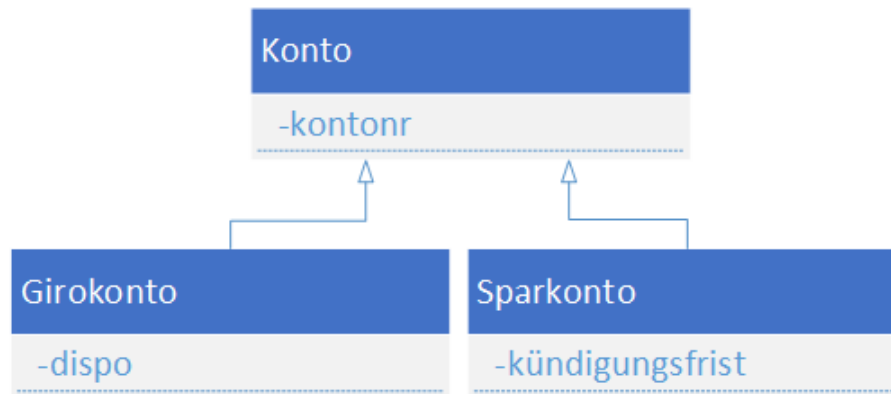 Konto
-kontonr
Girokonto
-dispo
Sparkonto
-kündigungsfrist